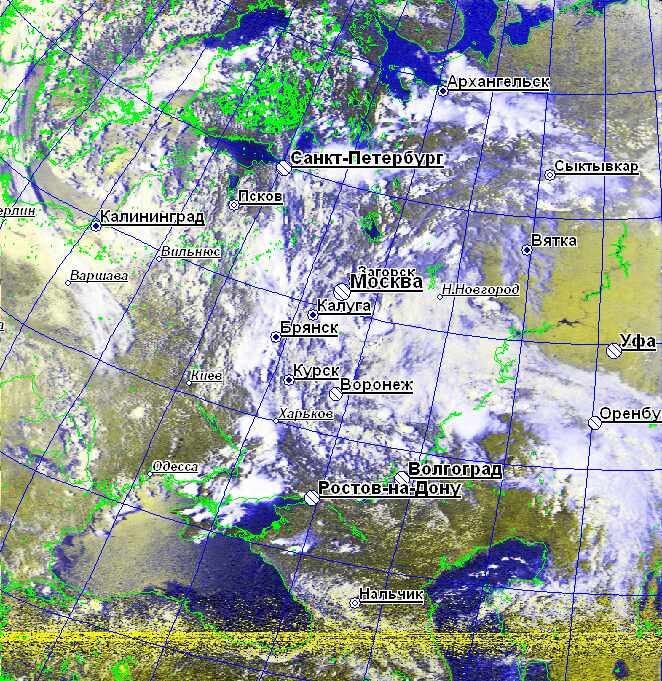 Архангельск
Санкт-Петербург
Сыктывкар
Псков
Калининград
Вятка
Вильнюс
Варшава
Загорск
Москва
Н.Новгород
Калуга
Брянск
Уфа
Киев
Курск
Воронеж
Харьков
Оренбу
Одесса
Волгоград
Ростов-на-Дону
Нальчик